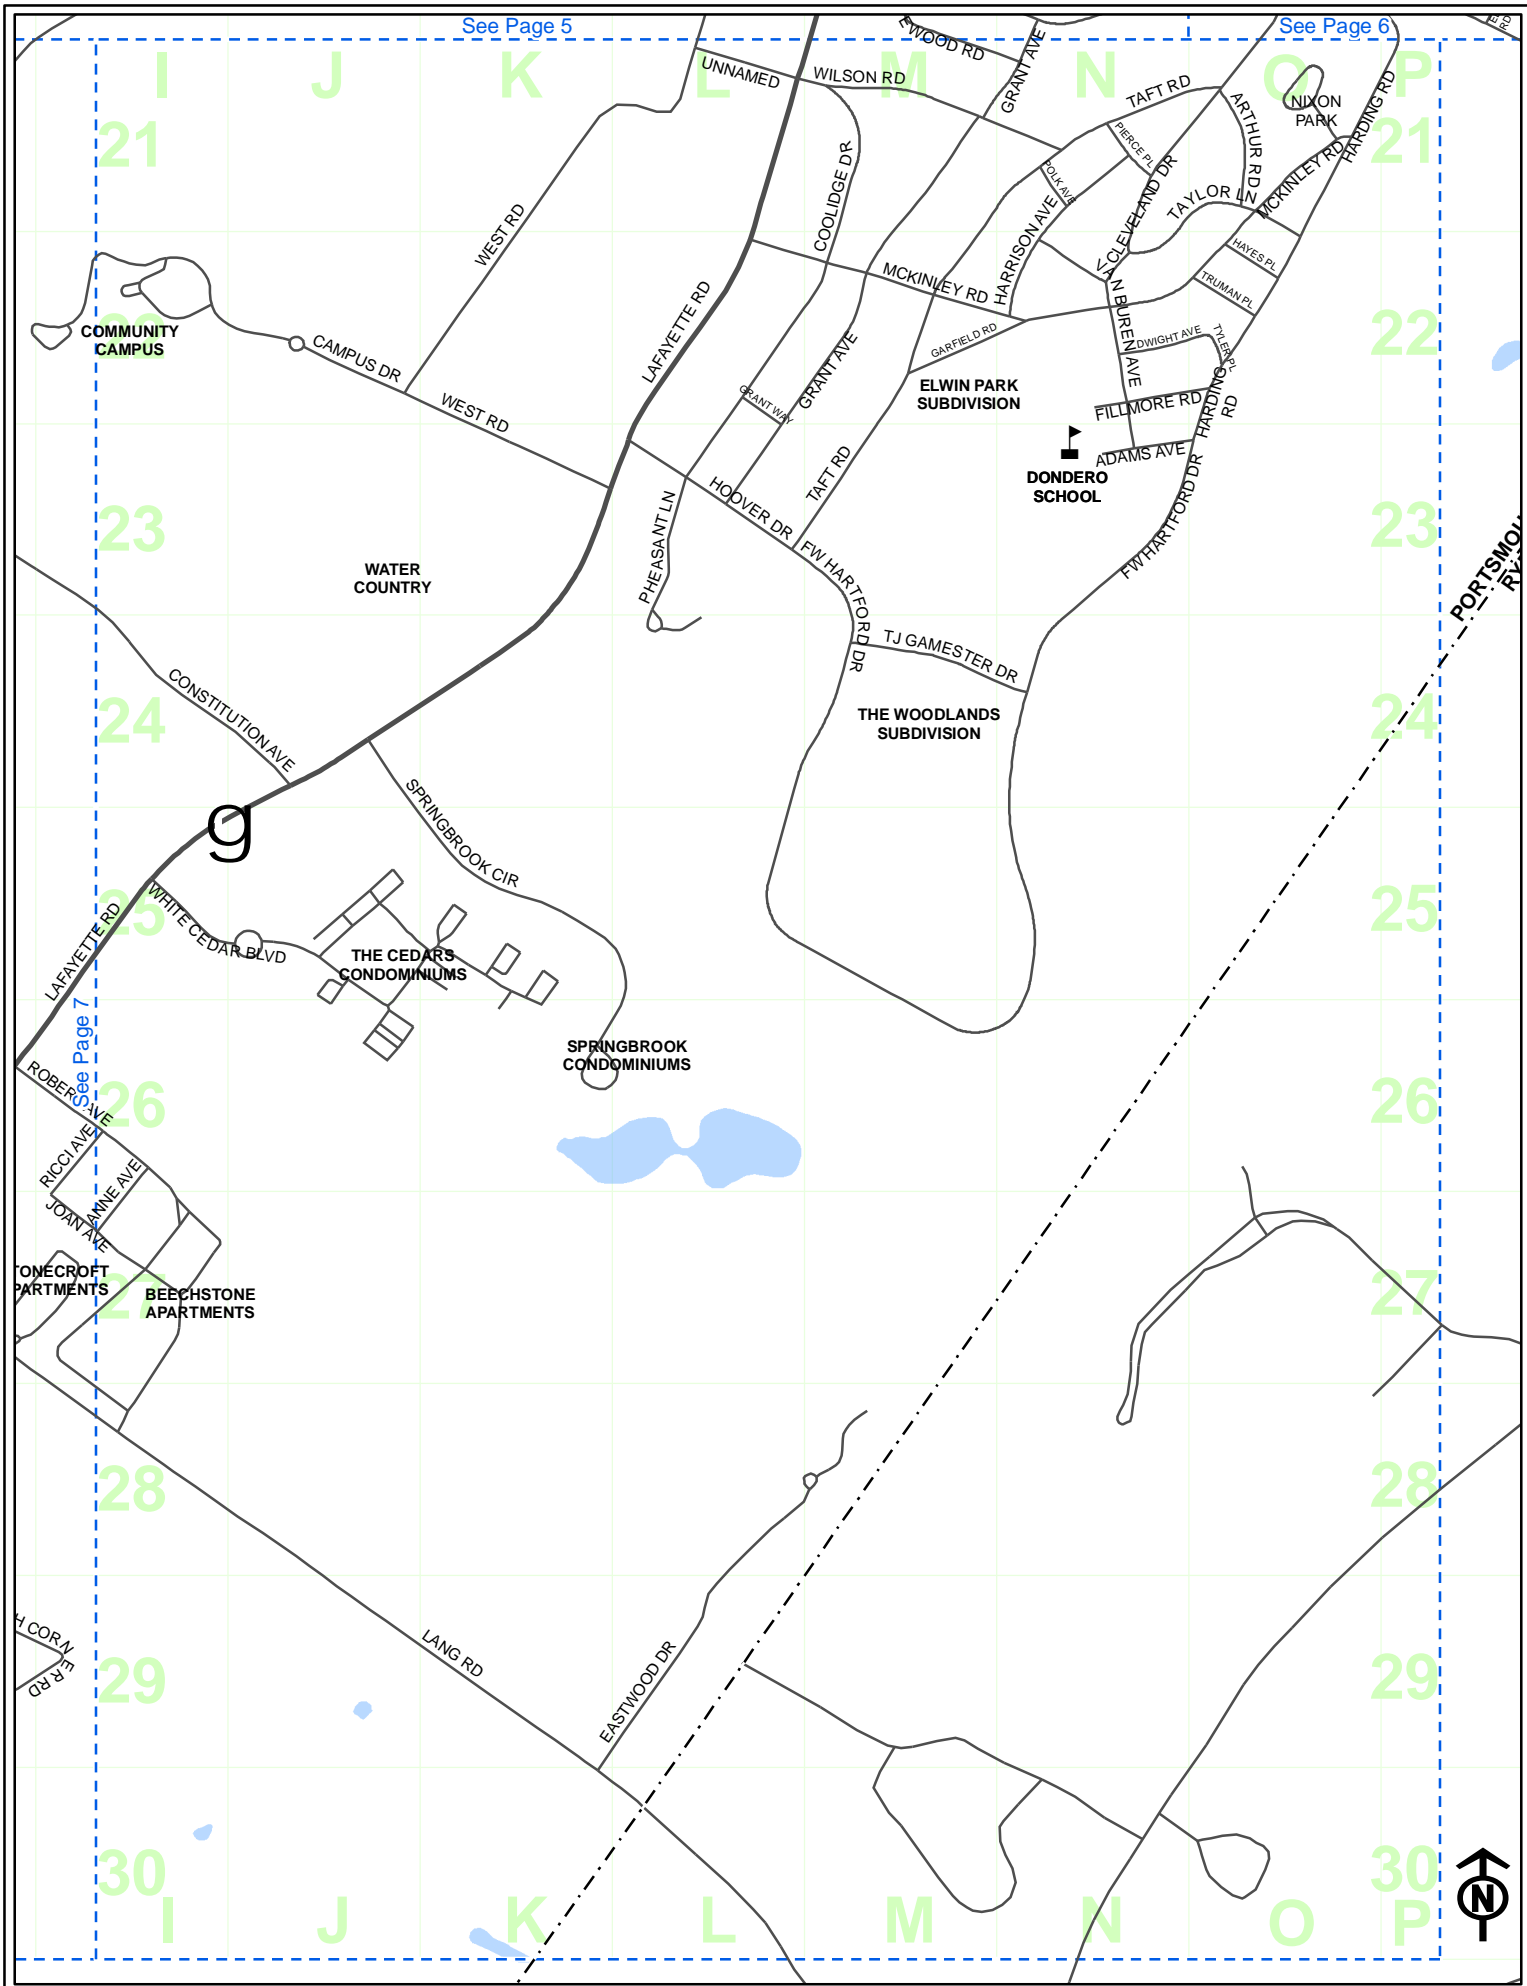 See Page 5
See Page 6
EWOOD RD
GRANT AVE
I
J
K
L
M
N
O
P
UNNAMED
WILSON RD
TAFT RD
ARTHUR RD
NIXON
PARK
HARDING RD
21
21
PIERCE PL
POLK AVE
CLEVELAND DR
TAYLOR LN
MCKINLEY RD
COOLIDGE DR
WEST RD
HARRISON AVE
HAYES PL
TRUMAN PL
MCKINLEY RD
VAN BUREN AVE
LAFAYETTE RD
COMMUNITY
CAMPUS
22
22
CAMPUS DR
GARFIELD RD
DWIGHT AVE
TYLER PL
GRANT AVE
GRANT WAY
ELWIN PARK
SUBDIVISION
WEST RD
FILLMORE RD
HARDING
RD
ADAMS AVE
DONDERO
SCHOOL
TAFT RD
HOOVER DR
PHEASANT LN
23
23
FW HARTFORD DR
FW HARTFORD DR
WATER
COUNTRY
PORTSMOU
RY
TJ GAMESTER DR
CONSTITUTION AVE
24
24
THE WOODLANDS
SUBDIVISION
SPRINGBROOK CIR
g
25
25
WHITE CEDAR BLVD
LAFAYETTE RD
THE CEDARS
CONDOMINIUMS
See Page 7
SPRINGBROOK
CONDOMINIUMS
ROBERT AVE
26
26
RICCI AVE
ANNE AVE
JOAN AVE
TONECROFT
PARTMENTS
27
27
BEECHSTONE
APARTMENTS
28
28
H CORNER RD
LANG RD
EASTWOOD DR
29
29
30
30
I
J
K
L
M
N
O
P
N